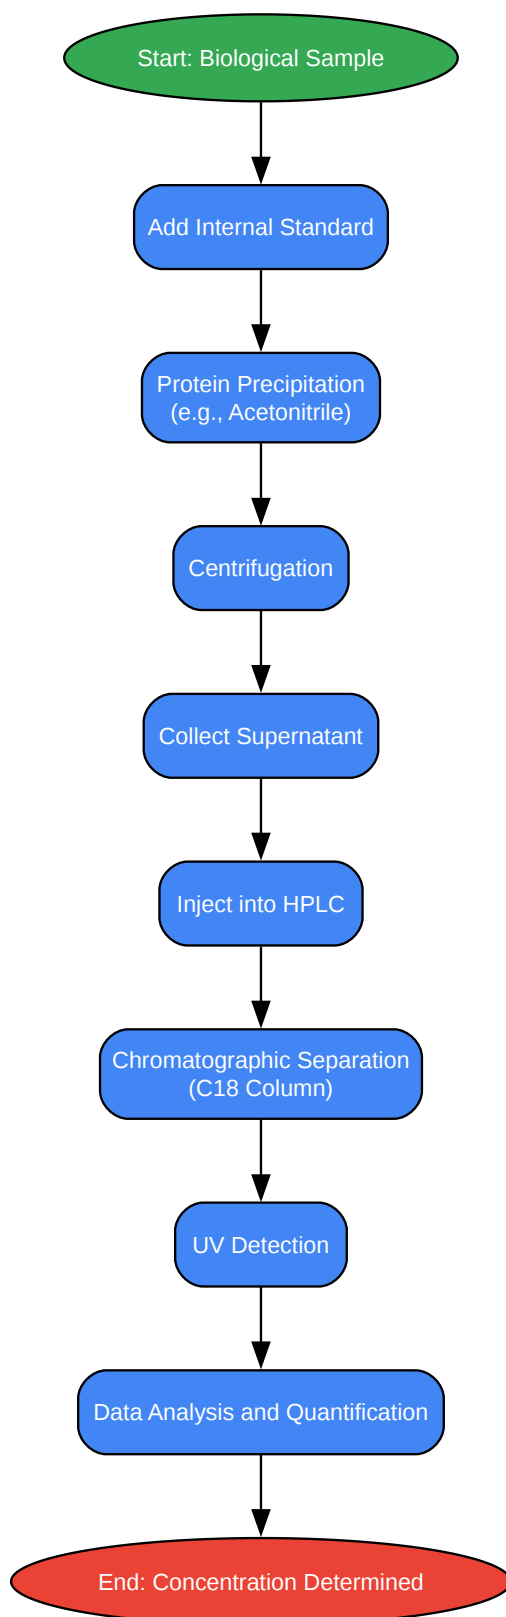 Start: Biological Sample
Add Internal Standard
Protein Precipitation
(e.g., Acetonitrile)
Centrifugation
Collect Supernatant
Inject into HPLC
Chromatographic Separation
(C18 Column)
UV Detection
Data Analysis and Quantification
End: Concentration Determined